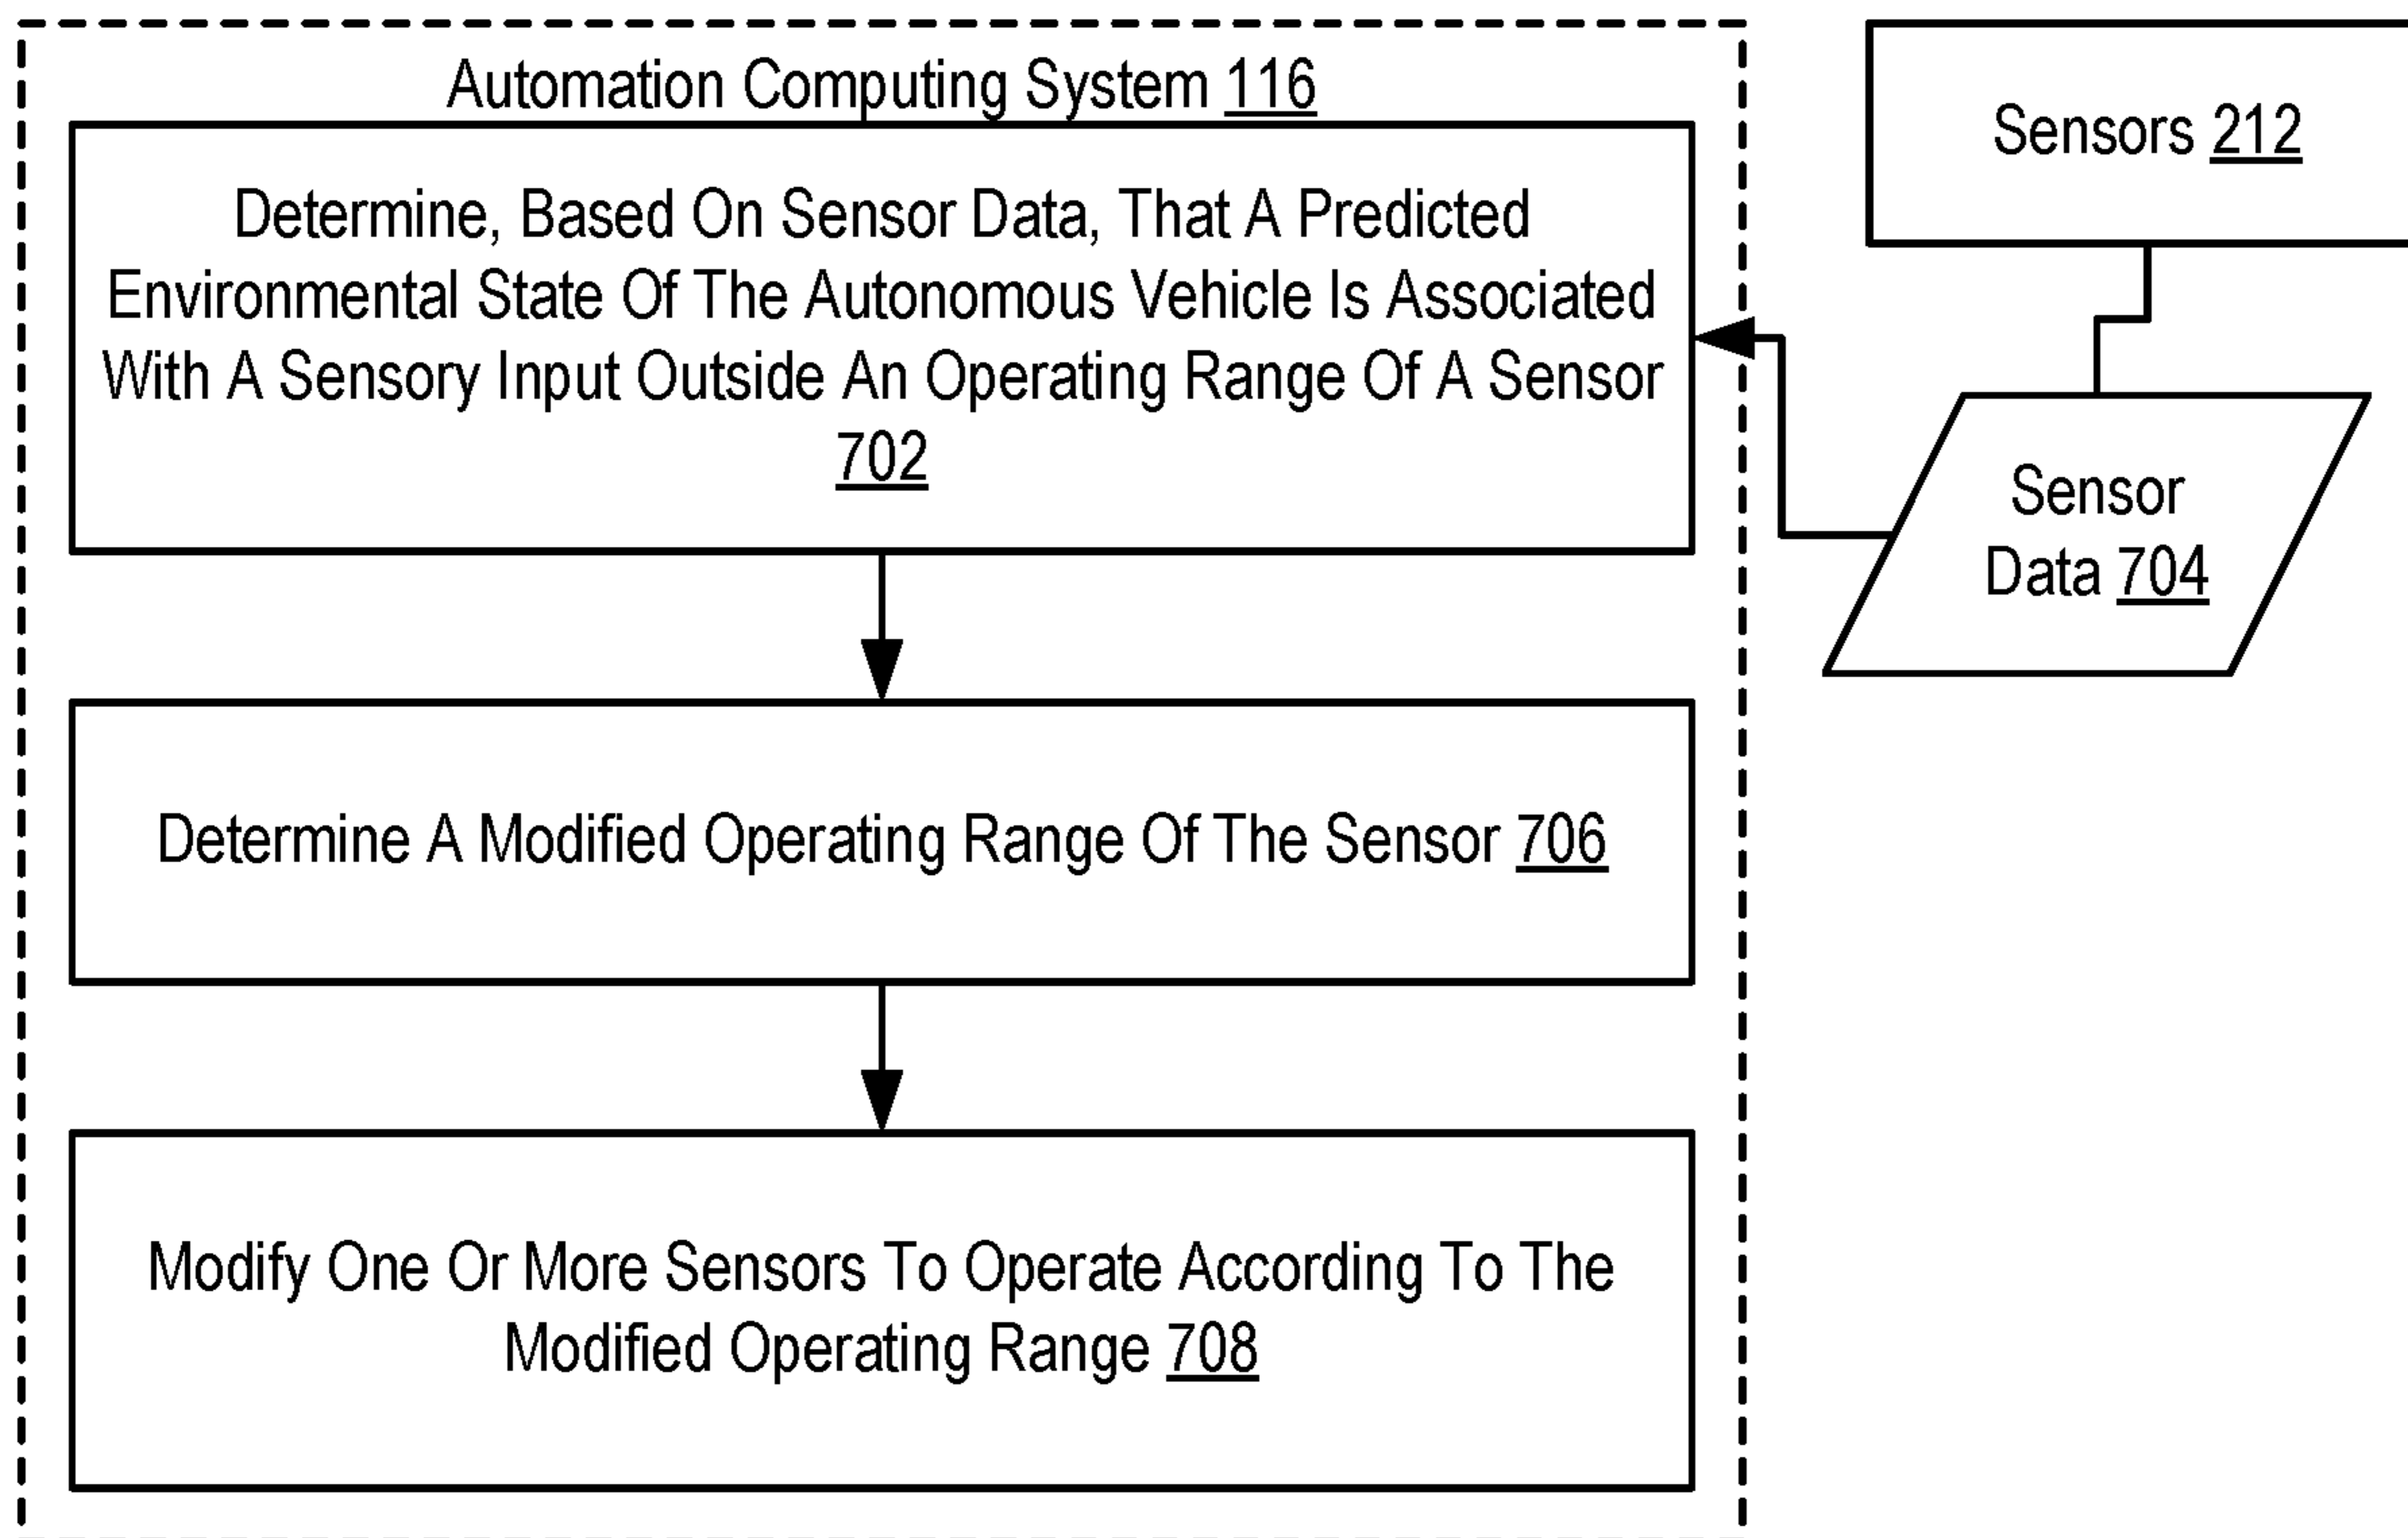 Automation Computing System 116
Determine, Based On Sensor Data, That A Predicted
Environmental State Of The Autonomous Vehicle Is Associated
With A Sensory Input Outside An Operating Range Of A Sensor
702
Sensors 212
Sensor
Data 704
Determine A Modified Operating Range Of The Sensor 706
Modify One Or More Sensors To Operate According To The
Modified Operating Range 708